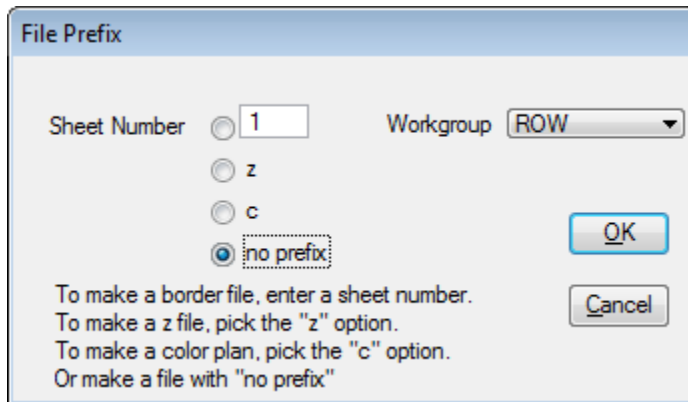 File Prefix
Sheet Number 1 Workgroup ROW
z
c
no prefix
OK
Cancel
To make a border file, enter a sheet number.
To make a z file, pick the "z" option.
To make a color plan, pick the "c" option.
Or make a file with "no prefix"